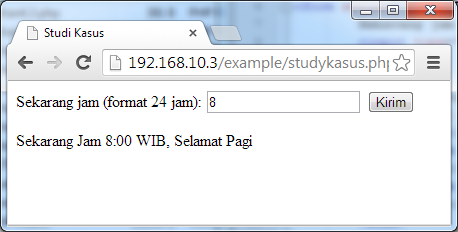 Studi Kasus
192.168.10.3/example/studykasus.php
Sekarang jam (format 24 jam): 8 Kirim
Sekarang Jam 8:00 WIB, Selamat Pagi